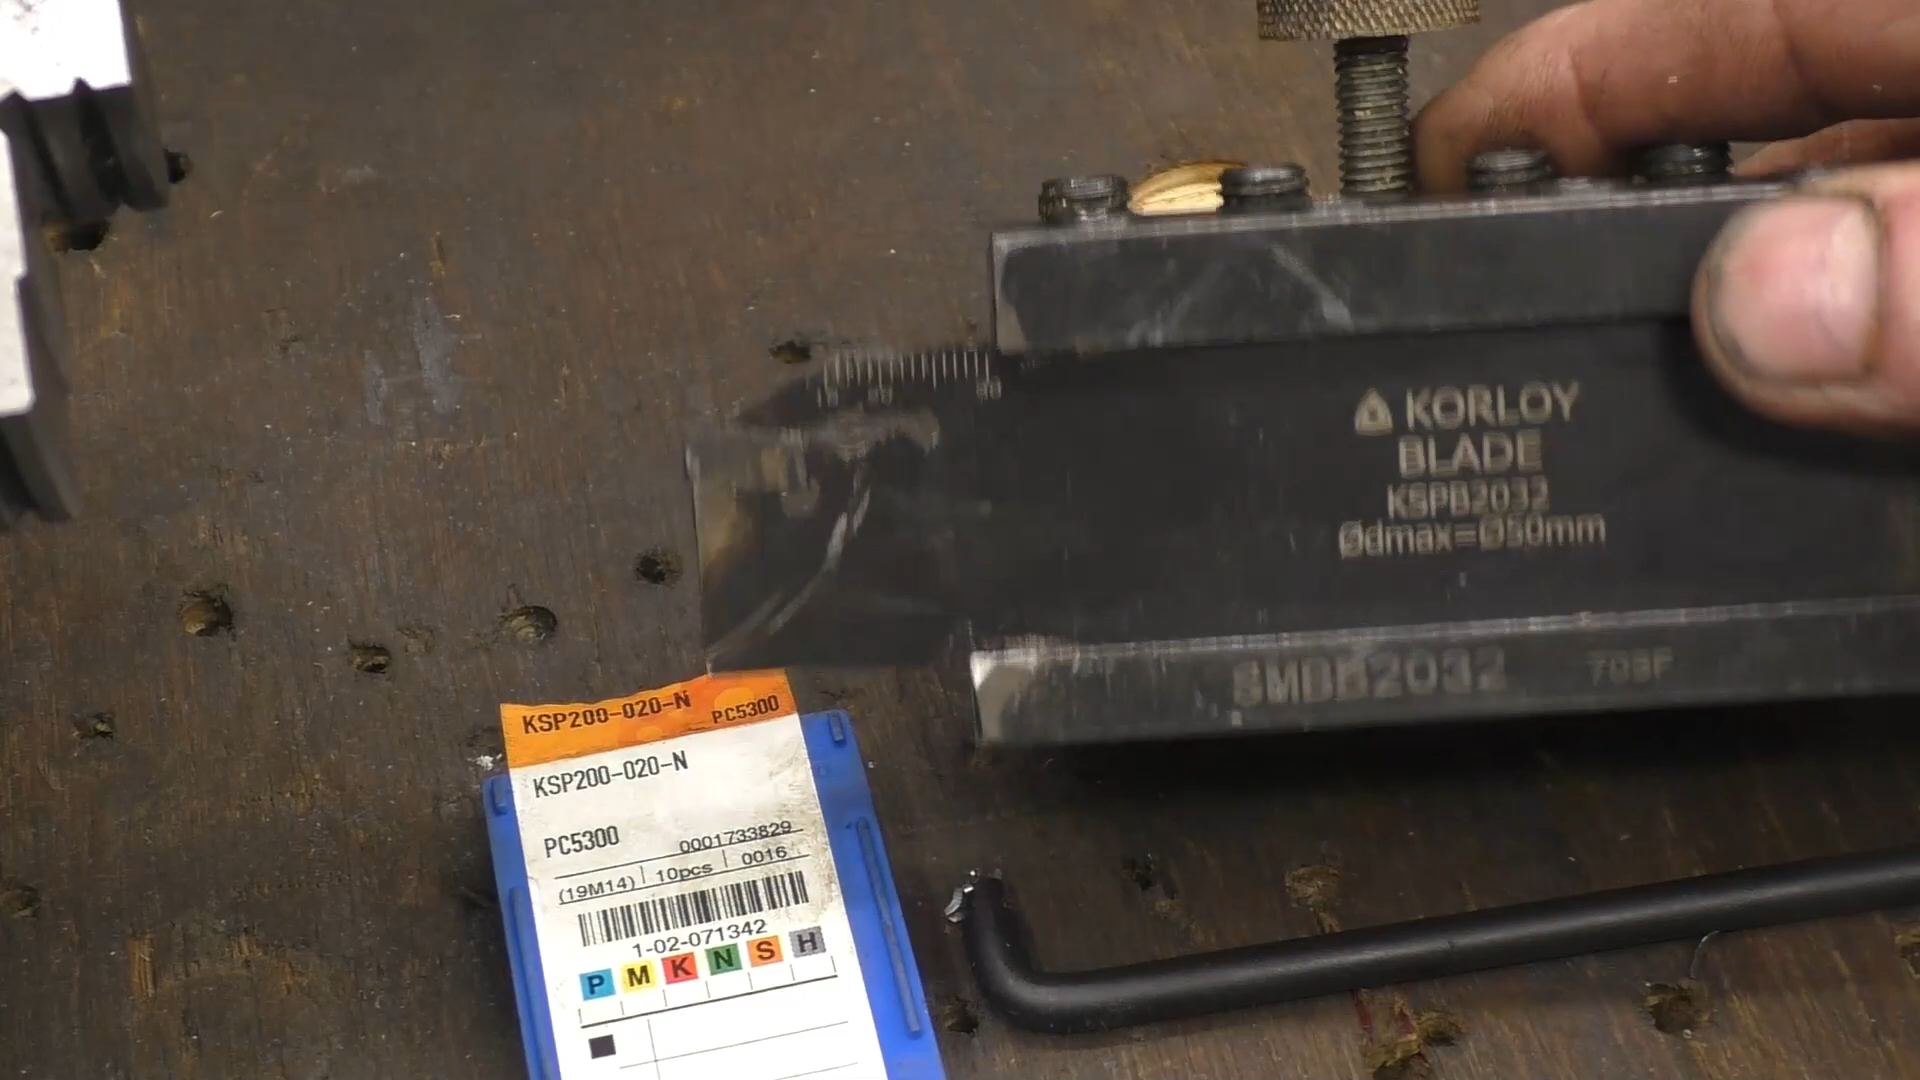 KORLOY
BLADE
KSPB2032
Ødmax=Ø50mm
SMBB2032
KSP200-020-N PC5300
KSP200-020-N
PC5300 0001733829
(19M14) 10pcs 0016
1-02-071342
P M K N S H